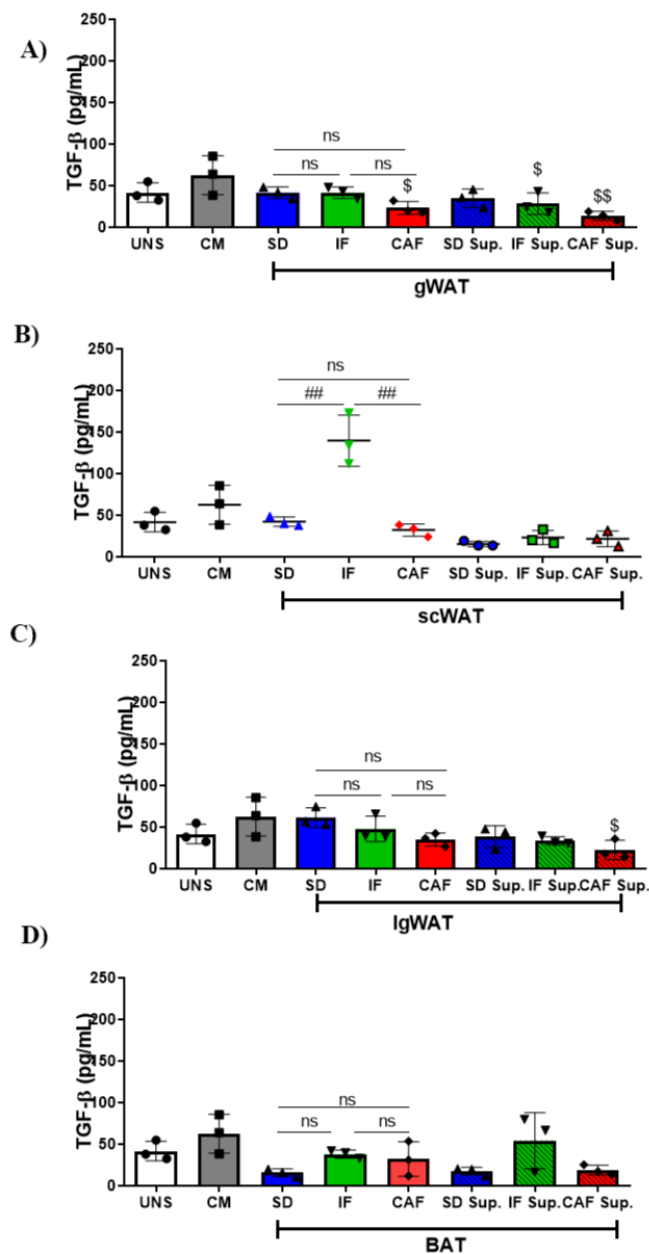 A)
TGF-β (pg/mL)
250
200
150
100
50
0
ns
ns ns
$ $ $$
UNS CM SD IF CAF SD Sup. IF Sup. CAF Sup.
gWAT
B)
TGF-β (pg/mL)
250
200
150
100
50
0
ns
## ##
UNS CM SD IF CAF SD Sup. IF Sup. CAF Sup.
scWAT
C)
TGF-β (pg/mL)
250
200
150
100
50
0
ns
ns ns
$
UNS CM SD IF CAF SD Sup. IF Sup. CAF Sup.
IgWAT
D)
TGF-β (pg/mL)
250
200
150
100
50
0
ns
ns ns
UNS CM SD IF CAF SD Sup. IF Sup. CAF Sup.
BAT